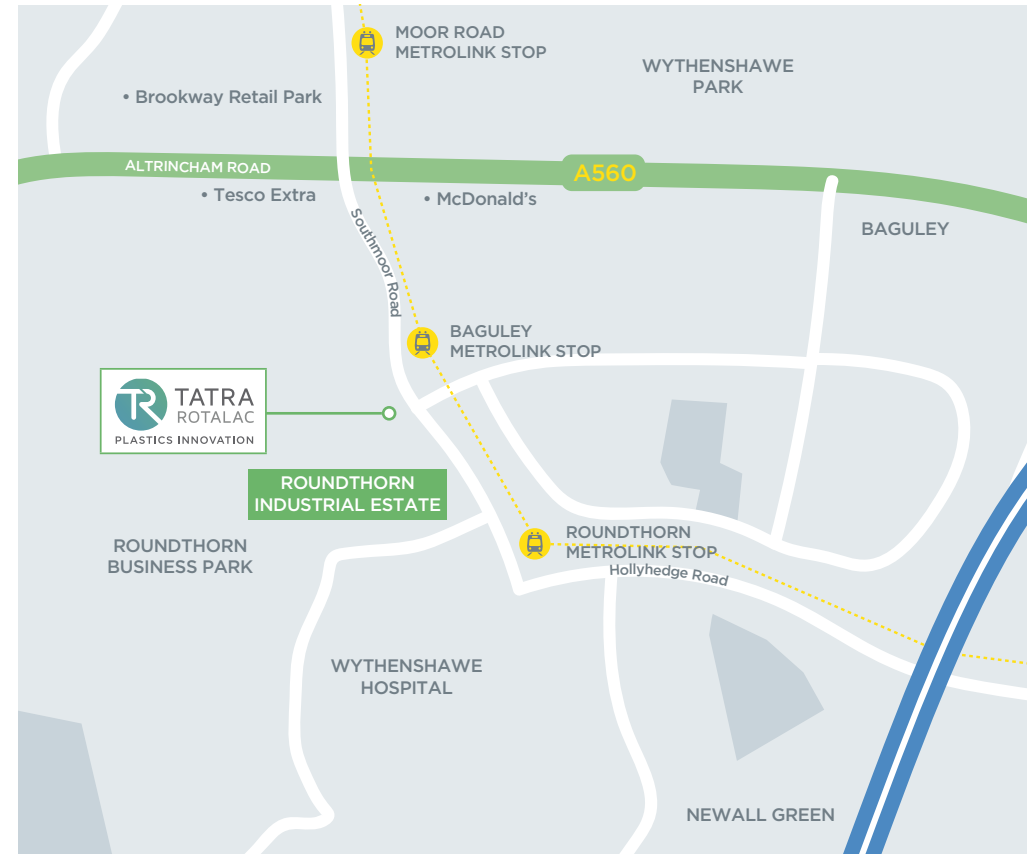 MOOR ROAD
METROLINK STOP
WYTHENSHAWE
PARK
• Brookway Retail Park
ALTRINCHAM ROAD
A560
• Tesco Extra
• McDonald's
Southmoor Road
BAGULEY
BAGULEY
METROLINK STOP
TR
TATRA
ROTALAC
PLASTICS INNOVATION
ROUNDTHORN
INDUSTRIAL ESTATE
ROUNDTHORN
BUSINESS PARK
ROUNDTHORN
METROLINK STOP
Hollyhedge Road
WYTHENSHAWE
HOSPITAL
NEWALL GREEN